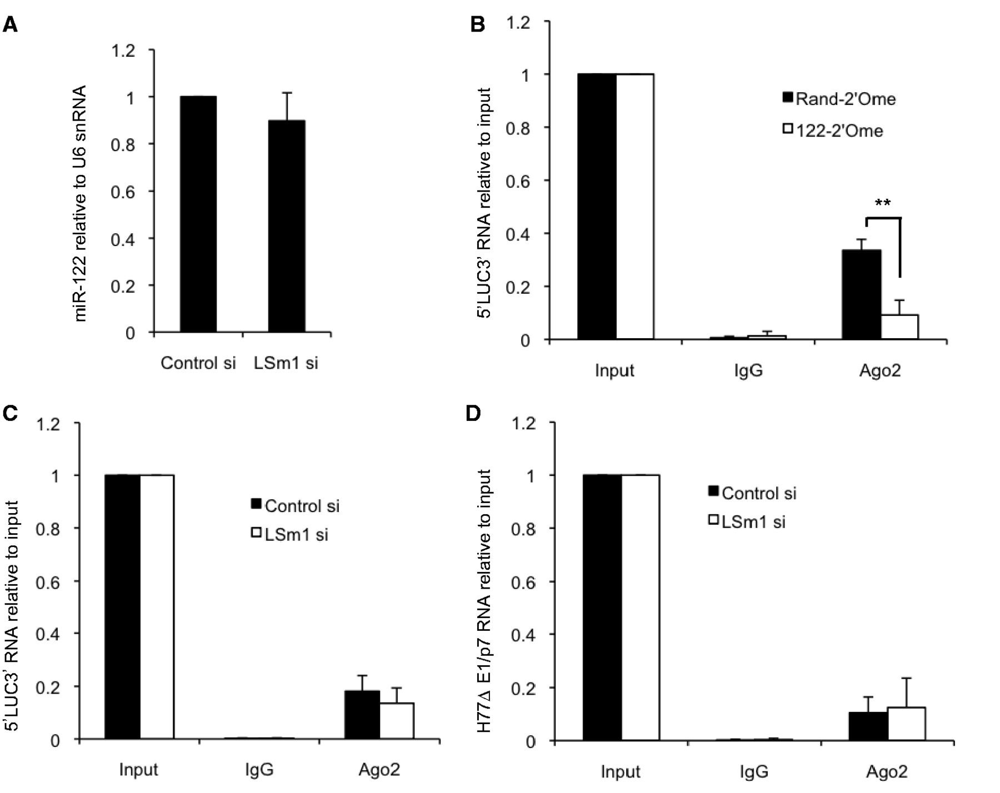 A
miR-122 relative to U6 snRNA
1.2
1
0.8
0.6
0.4
0.2
0
Control si
LSm1 si
B
5'LUC3' RNA relative to input
1.2
1
0.8
0.6
0.4
0.2
0
Rand-2'Ome
122-2'Ome
**
Input
IgG
Ago2
C
5'LUC3' RNA relative to input
1.2
1
0.8
0.6
0.4
0.2
0
Control si
LSm1 si
Input
IgG
Ago2
D
H77Δ E1/p7 RNA relative to input
1.2
1
0.8
0.6
0.4
0.2
0
Control si
LSm1 si
Input
IgG
Ago2